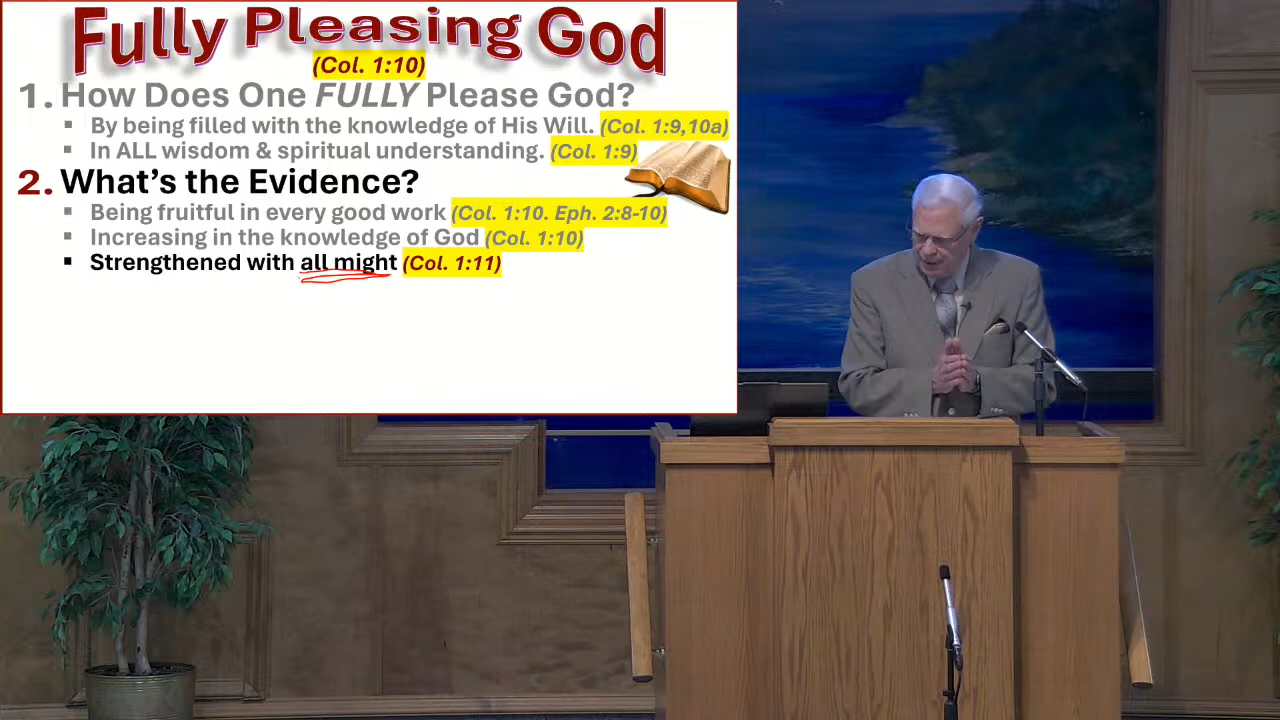 Fully Pleasing God
(Col. 1:10)
1. How Does One FULLY Please God?
▪ By being filled with the knowledge of His Will. (Col. 1:9,10a)
▪ In ALL wisdom & spiritual understanding. (Col. 1:9)
2. What's the Evidence?
▪ Being fruitful in every good work (Col. 1:10. Eph. 2:8-10)
▪ Increasing in the knowledge of God (Col. 1:10)
▪ Strengthened with all might (Col. 1:11)